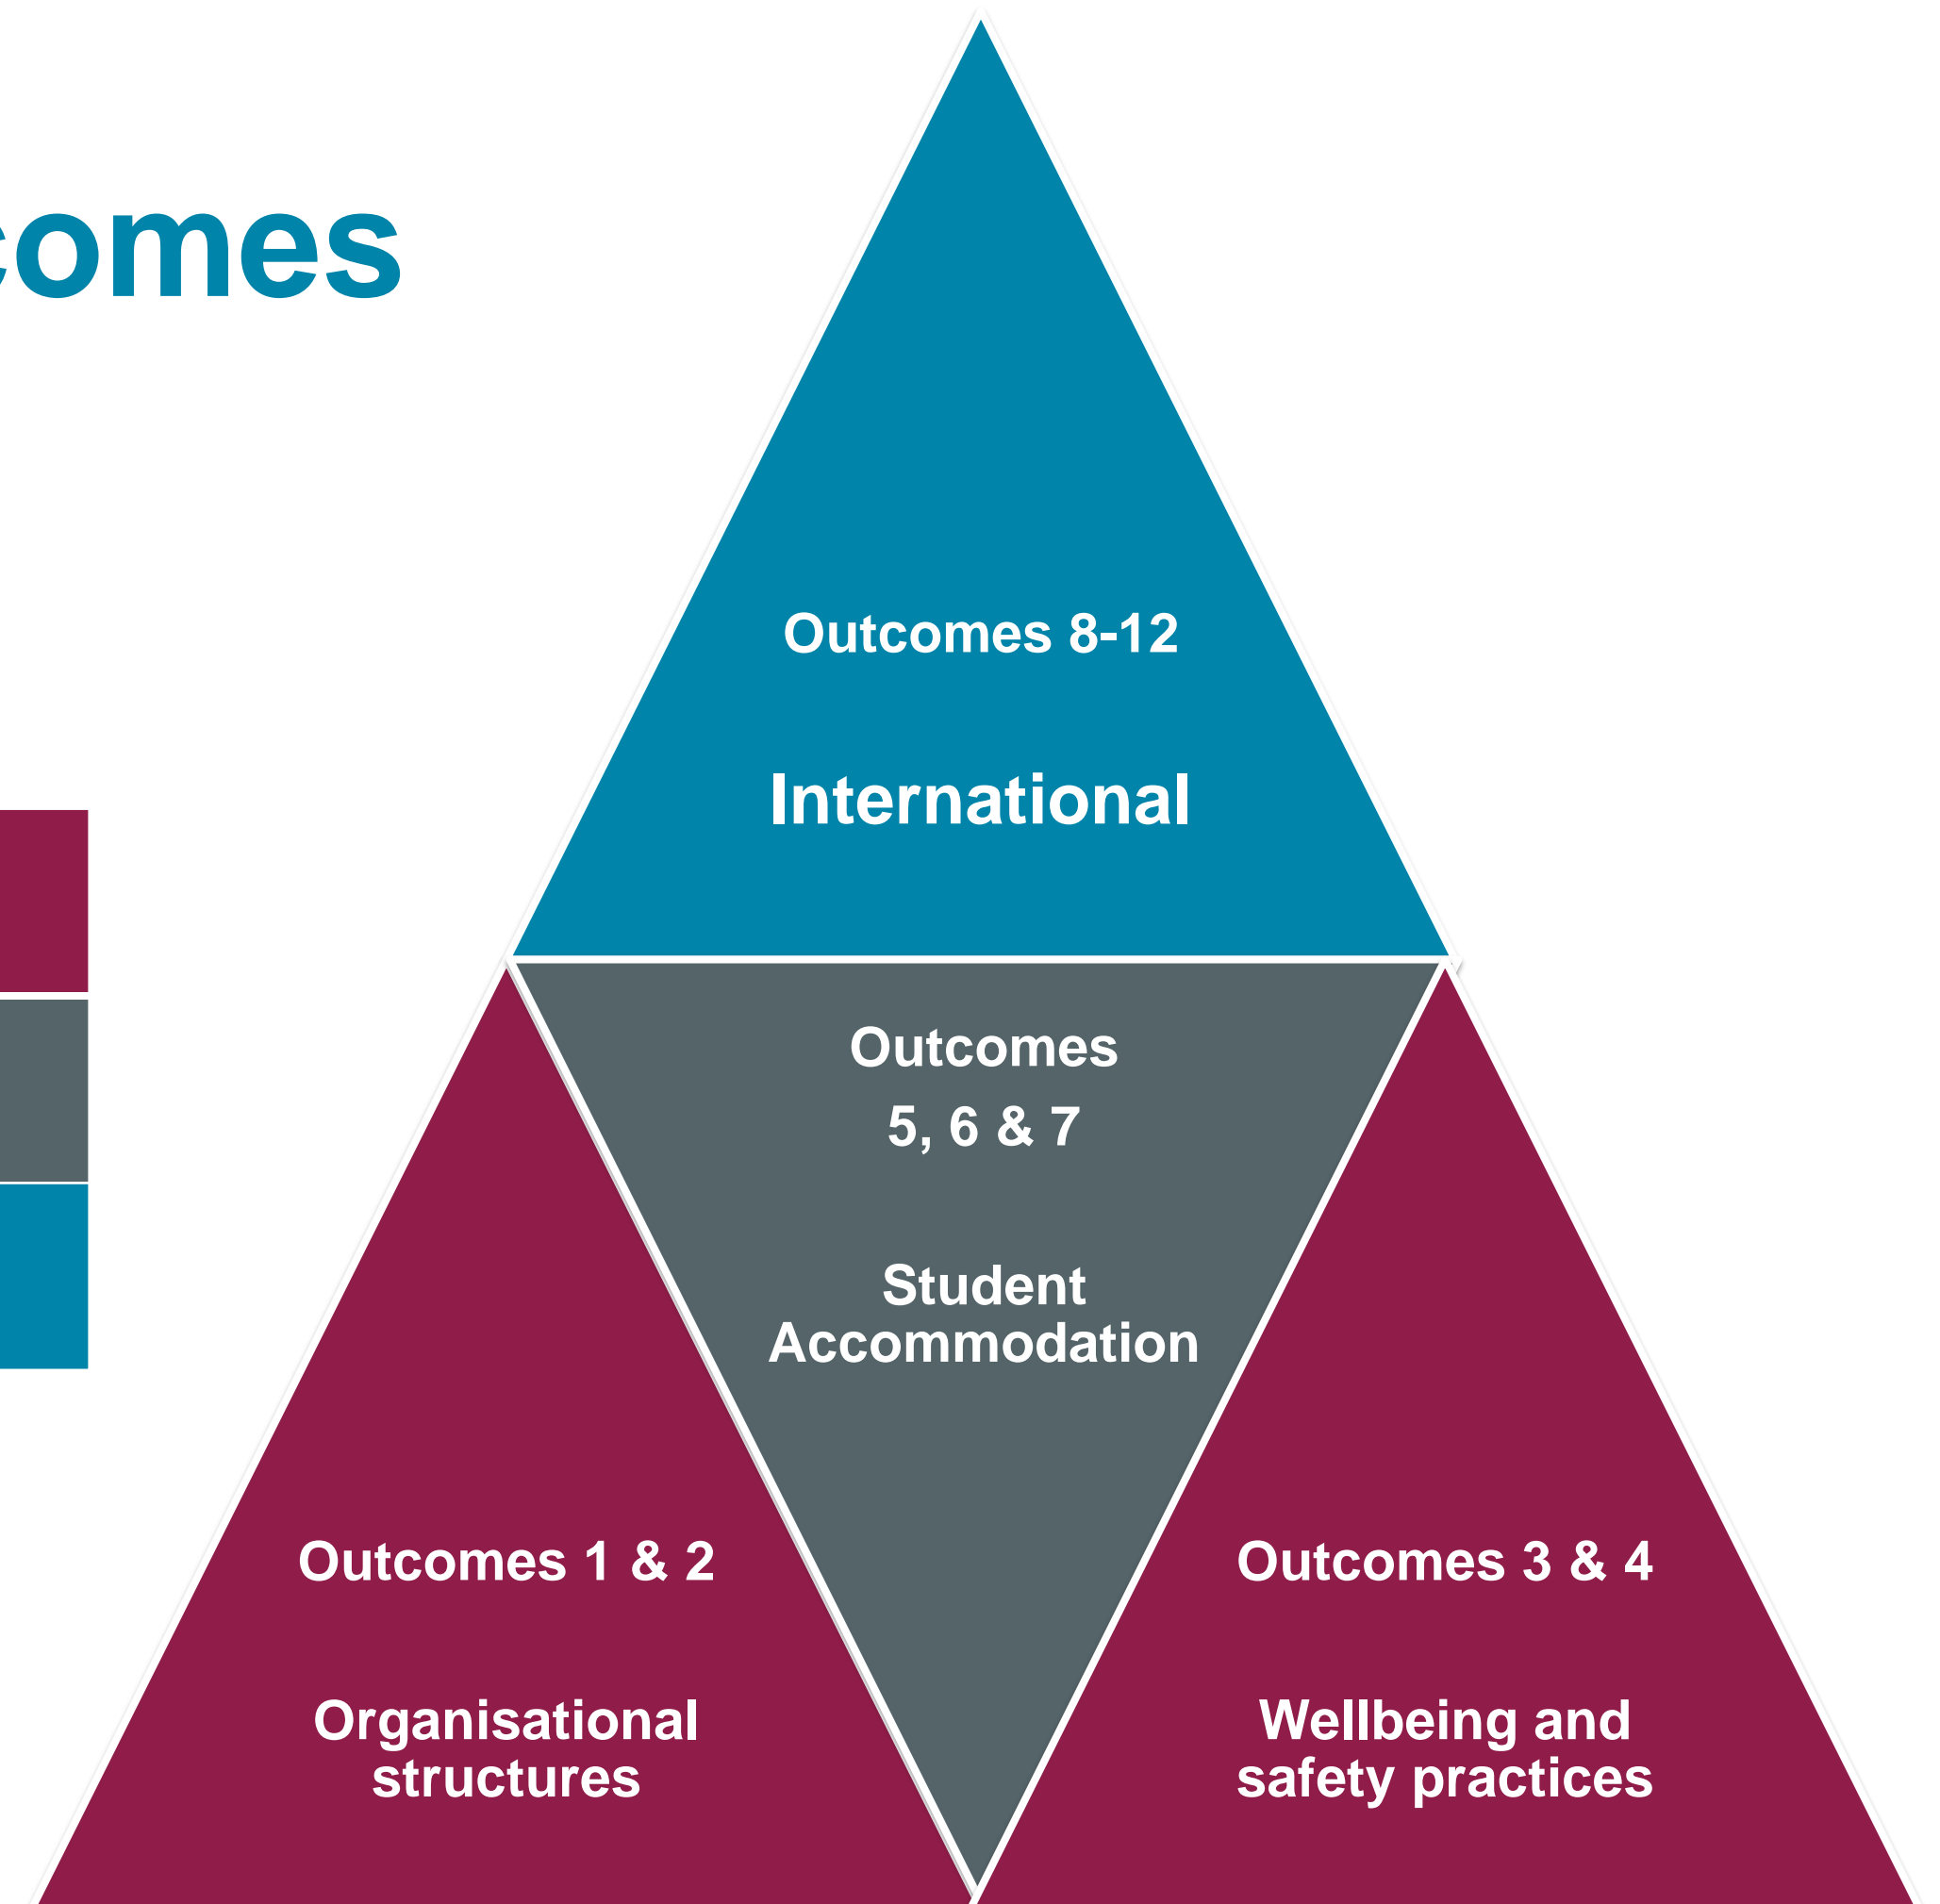 comes
Outcomes 8-12
International
Outcomes
5, 6 & 7
Student
Accommodation
Outcomes 1 & 2
Organisational
structures
Outcomes 3 & 4
Wellbeing and
safety practices